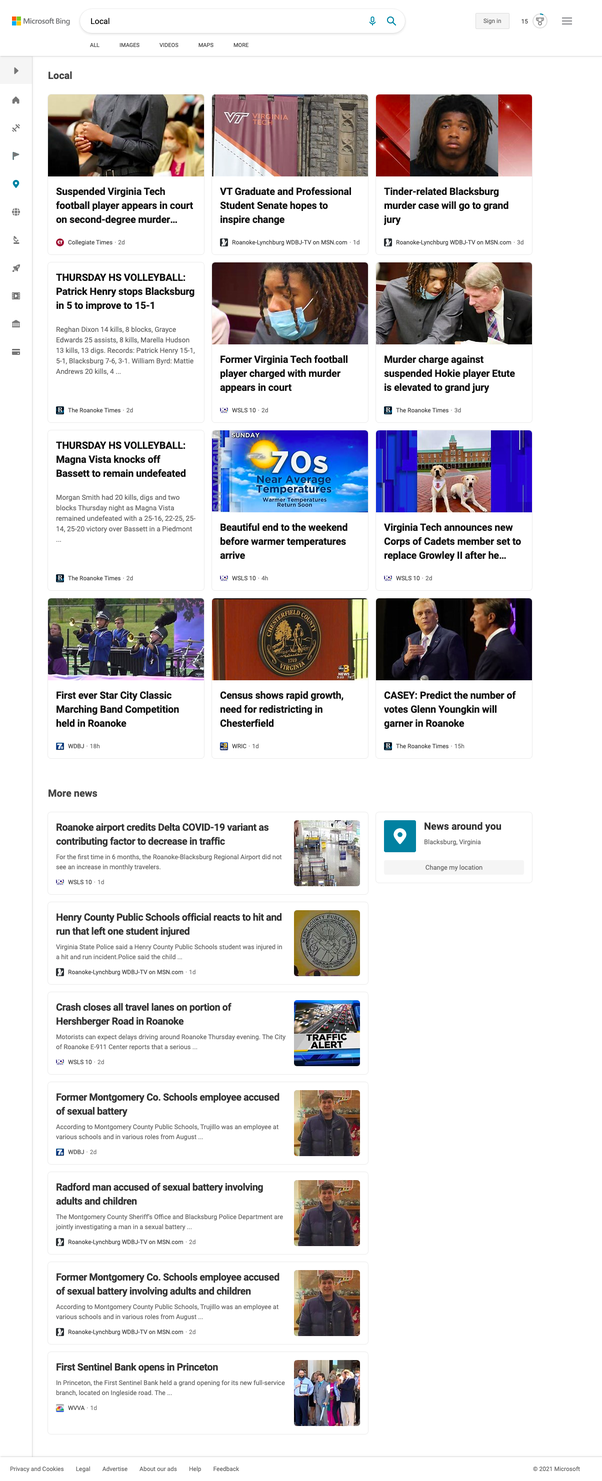 Microsoft Bing
Local
Sign in
15
ALL
IMAGES
VIDEOS
MAPS
MORE
Local
Suspended Virginia Tech
football player appears in court
on second-degree murder...
Collegiate Times · 2d
VT VIRGINIA
TECH
VT Graduate and Professional
Student Senate hopes to
inspire change
Roanoke-Lynchburg WDBJ-TV on MSN.com · 1d
Tinder-related Blacksburg
murder case will go to grand
jury
Roanoke-Lynchburg WDBJ-TV on MSN.com · 3d
THURSDAY HS VOLLEYBALL:
Patrick Henry stops Blacksburg
in 5 to improve to 15-1
Reghan Dixon 14 kills, 8 blocks, Grayce
Edwards 25 assists, 8 kills, Marella Hudson
13 kills, 13 digs. Records: Patrick Henry 15-1,
5-1, Blacksburg 7-6, 3-1. William Byrd: Mattie
Andrews 20 kills, 4 ...
The Roanoke Times · 2d
Former Virginia Tech football
player charged with murder
appears in court
WSLS 10 · 2d
Murder charge against
suspended Hokie player Etute
is elevated to grand jury
The Roanoke Times · 3d
THURSDAY HS VOLLEYBALL:
Magna Vista knocks off
Bassett to remain undefeated
Morgan Smith had 20 kills, digs and two
blocks Thursday night as Magna Vista
remained undefeated with a 25-16, 22-25, 25-
14, 25-20 victory over Bassett in a Piedmont
...
The Roanoke Times · 2d
SUNDAY
70s
Near Average
Temperatures
Warmer Temperatures
Return Soon
Beautiful end to the weekend
before warmer temperatures
arrive
WSLS 10 · 4h
Virginia Tech announces new
Corps of Cadets member set to
replace Growley II after he...
WSLS 10 · 2d
First ever Star City Classic
Marching Band Competition
held in Roanoke
WDBJ · 18h
CHESTERFIELD COUNTY
1749
VIRGINIA
8
NEWS
Census shows rapid growth,
need for redistricting in
Chesterfield
WRIC · 1d
CASEY: Predict the number of
votes Glenn Youngkin will
garner in Roanoke
The Roanoke Times · 15h
More news
Roanoke airport credits Delta COVID-19 variant as
contributing factor to decrease in traffic
For the first time in 6 months, the Roanoke-Blacksburg Regional Airport did not
see an increase in monthly travelers.
WSLS 10 · 1d
News around you
Blacksburg, Virginia
Change my location
Henry County Public Schools official reacts to hit and
run that left one student injured
Virginia State Police said a Henry County Public Schools student was injured in
a hit and run incident.Police said the child ...
Roanoke-Lynchburg WDBJ-TV on MSN.com · 1d
Crash closes all travel lanes on portion of
Hershberger Road in Roanoke
Motorists can expect delays driving around Roanoke Thursday evening. The City
of Roanoke E-911 Center reports that a serious ...
WSLS 10 · 2d
TRAFFIC
ALERT
Former Montgomery Co. Schools employee accused
of sexual battery
According to Montgomery County Public Schools, Trujillo was an employee at
various schools and in various roles from August ...
WDBJ · 2d
Radford man accused of sexual battery involving
adults and children
The Montgomery County Sheriff's Office and Blacksburg Police Department are
jointly investigating a man in a sexual battery ...
Roanoke-Lynchburg WDBJ-TV on MSN.com · 2d
Former Montgomery Co. Schools employee accused
of sexual battery involving adults and children
According to Montgomery County Public Schools, Trujillo was an employee at
various schools and in various roles from August ...
Roanoke-Lynchburg WDBJ-TV on MSN.com · 2d
First Sentinel Bank opens in Princeton
In Princeton, the First Sentinel Bank held a grand opening for its new full-service
branch, located on Ingleside road. The ...
WVVA · 1d
Privacy and Cookies
Legal
Advertise
About our ads
Help
Feedback
© 2021 Microsoft